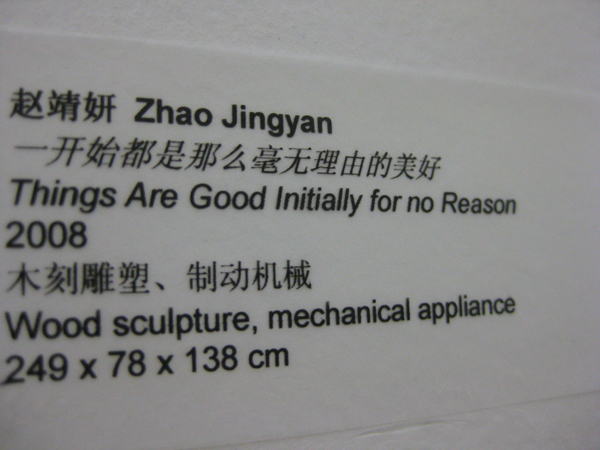 赵靖妍 Zhao Jingyan
一开始都是那么毫无理由的美好
Things Are Good Initially for no Reason
2008
木刻雕塑、制动机械
Wood sculpture, mechanical appliance
249 x 78 x 138 cm